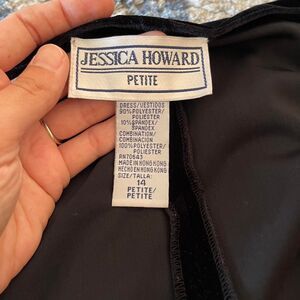 JESSICA HOWARD
PETITE
DRESS/VESTIDOS
90% POLYESTER/
POLIESTER
10% SPANDEX/
SPANDEX
COMBINATION/
COMBINACION
100% POLYESTER/
POLIESTER
RN70643
MADE IN HONG KONG
HECHO EN HONG KONG
SIZE/TALLA:
14
PETITE/
PETITE